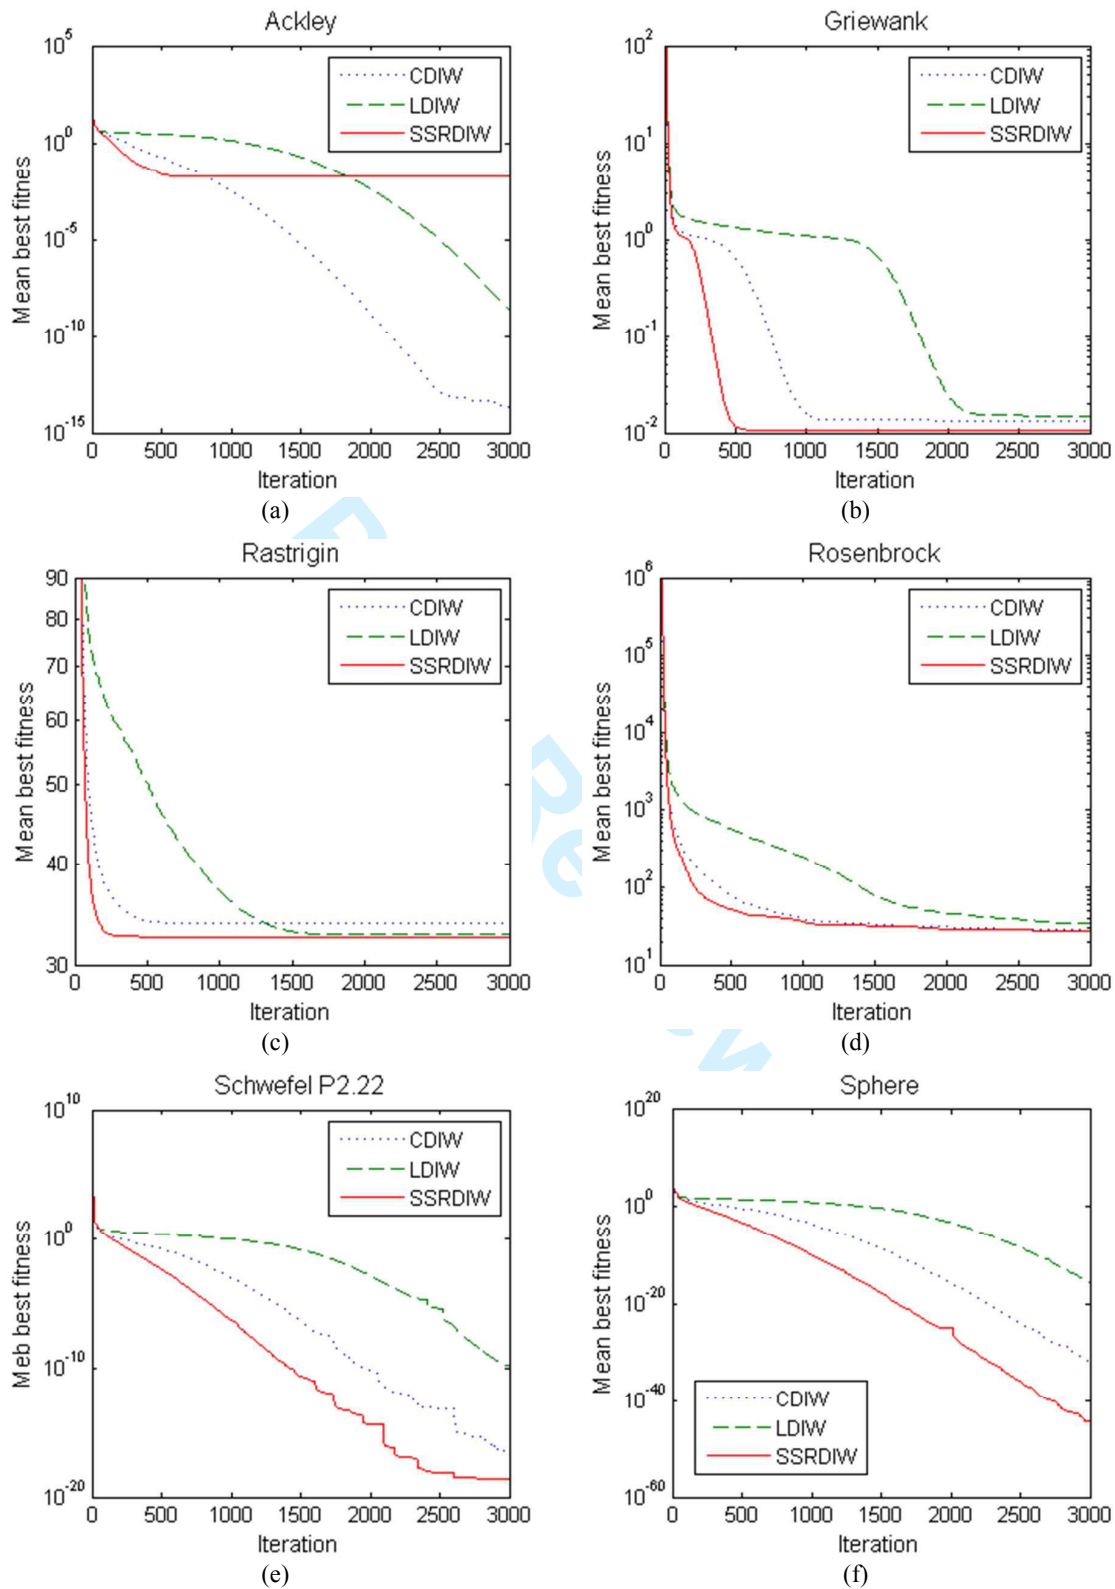 Ackley
10^5
10^0
10^-5
10^-10
10^-15
Mean best fitnes
CDIW
LDIW
SSRDIW
0 500 1000 1500 2000 2500 3000
Iteration
(a)
Griewank
10^2
10^1
10^0
10^-1
10^-2
Mean best fitness
CDIW
LDIW
SSRDIW
0 500 1000 1500 2000 2500 3000
Iteration
(b)
Rastrigin
90
80
70
60
50
40
30
Mean best fitness
CDIW
LDIW
SSRDIW
0 500 1000 1500 2000 2500 3000
Iteration
(c)
Rosenbrock
10^6
10^5
10^4
10^3
10^2
10^1
Mean best fitness
CDIW
LDIW
SSRDIW
0 500 1000 1500 2000 2500 3000
Iteration
(d)
Schwefel P2.22
10^10
10^0
10^-10
10^-20
Meb best fitness
CDIW
LDIW
SSRDIW
0 500 1000 1500 2000 2500 3000
Iteration
(e)
Sphere
10^20
10^0
10^-20
10^-40
10^-60
Mean best fitness
CDIW
LDIW
SSRDIW
0 500 1000 1500 2000 2500 3000
Iteration
(f)